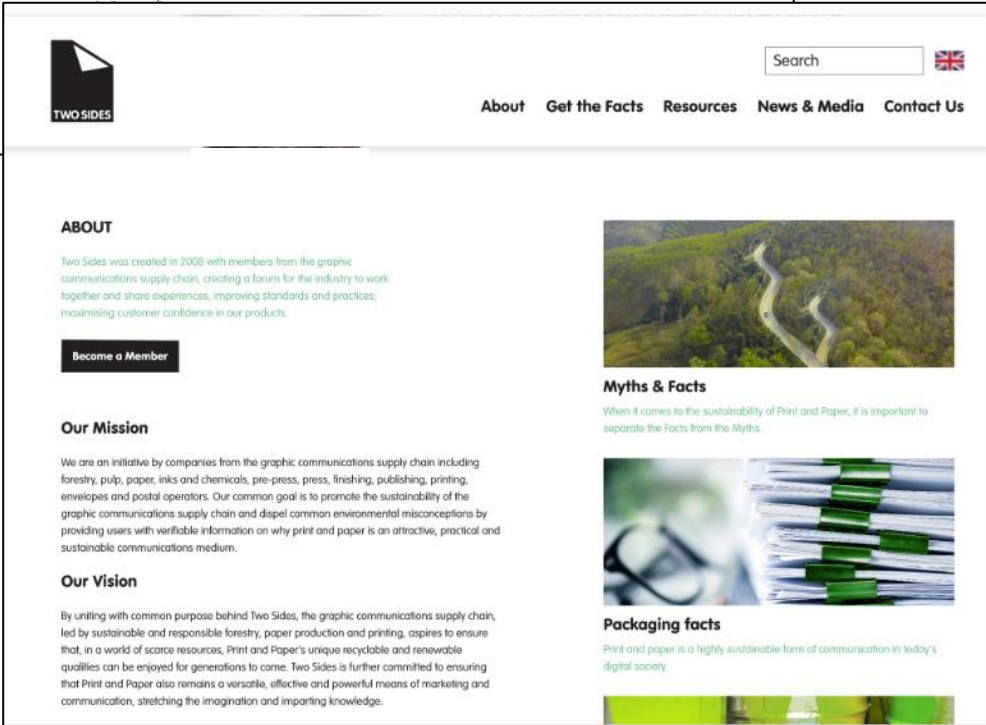 TWO SIDES
Search
About Get the Facts Resources News & Media Contact Us
ABOUT
Two Sides was created in 2008 with members from the graphic
communications supply chain, creating a forum for the industry to work
together and share experiences; improving standards and practices;
maximising customer confidence in our products.
Become a Member
Our Mission
We are an initiative by companies from the graphic communications supply chain including
forestry, pulp, paper, inks and chemicals, pre-press, press, finishing, publishing, printing,
envelopes and postal operators. Our common goal is to promote the sustainability of the
graphic communications supply chain and dispel common environmental misconceptions by
providing users with verifiable information on why print and paper is an attractive, practical and
sustainable communications medium.
Our Vision
By uniting with common purpose behind Two Sides, the graphic communications supply chain,
led by sustainable and responsible forestry, paper production and printing, aspires to ensure
that, in a world of scarce resources, Print and Paper's unique recyclable and renewable
qualities can be enjoyed for generations to come. Two Sides is further committed to ensuring
that Print and Paper also remains a versatile, effective and powerful means of marketing and
communication, stretching the imagination and imparting knowledge.
Myths & Facts
When it comes to the sustainability of Print and Paper, it is important to
separate the Facts from the Myths.
Packaging facts
Print and paper is a highly sustainable form of communication in today's
digital society.